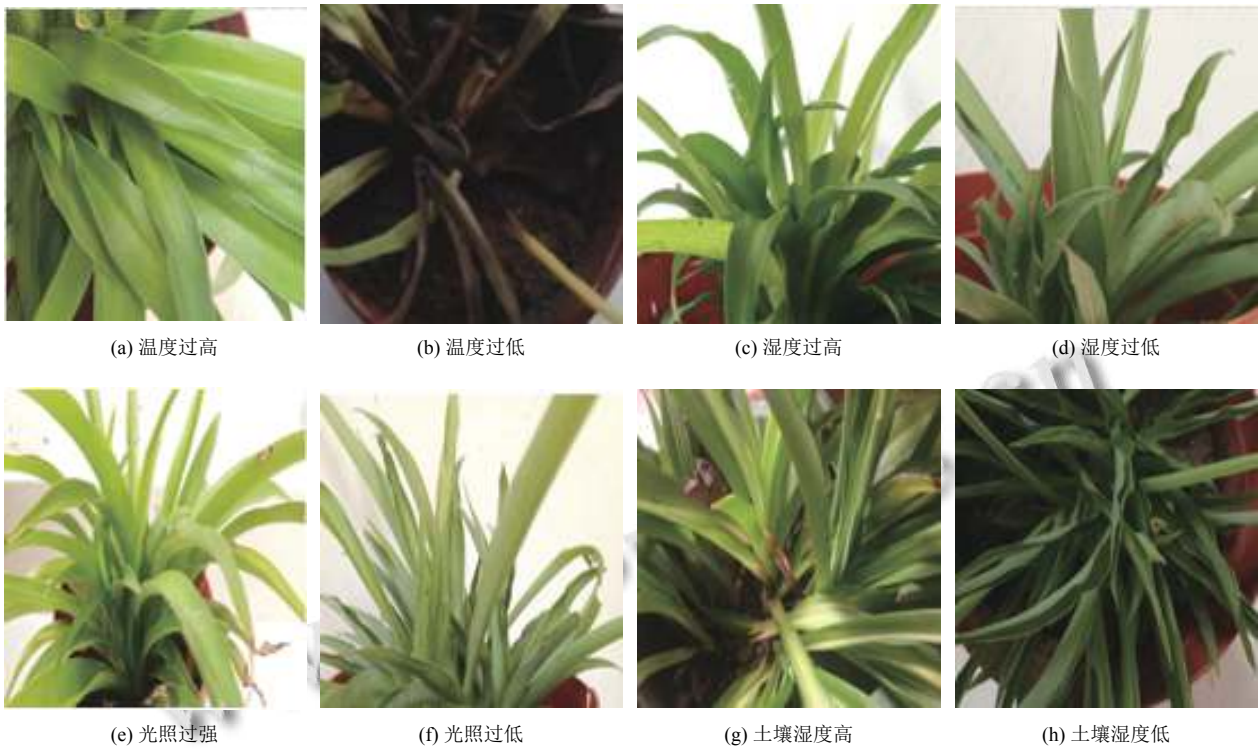 (a) 温度过高
(b) 温度过低
(c) 湿度过高
(d) 湿度过低
(e) 光照过强
(f) 光照过低
(g) 土壤湿度高
(h) 土壤湿度低